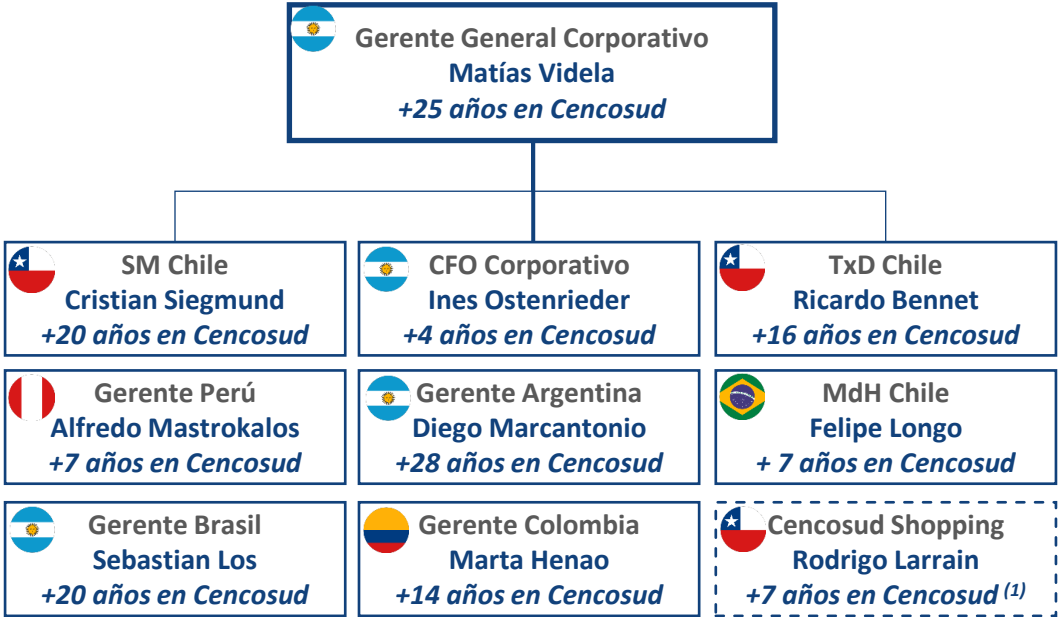 Gerente General Corporativo
Matías Videla
+25 años en Cencosud
SM Chile
Cristian Siegmund
+20 años en Cencosud
CFO Corporativo
Ines Ostenrieder
+4 años en Cencosud
TxD Chile
Ricardo Bennet
+16 años en Cencosud
Gerente Perú
Alfredo Mastrokalos
+7 años en Cencosud
Gerente Argentina
Diego Marcantonio
+28 años en Cencosud
MdH Chile
Felipe Longo
+ 7 años en Cencosud
Gerente Brasil
Sebastian Los
+20 años en Cencosud
Gerente Colombia
Marta Henao
+14 años en Cencosud
Cencosud Shopping
Rodrigo Larrain
+7 años en Cencosud (1)